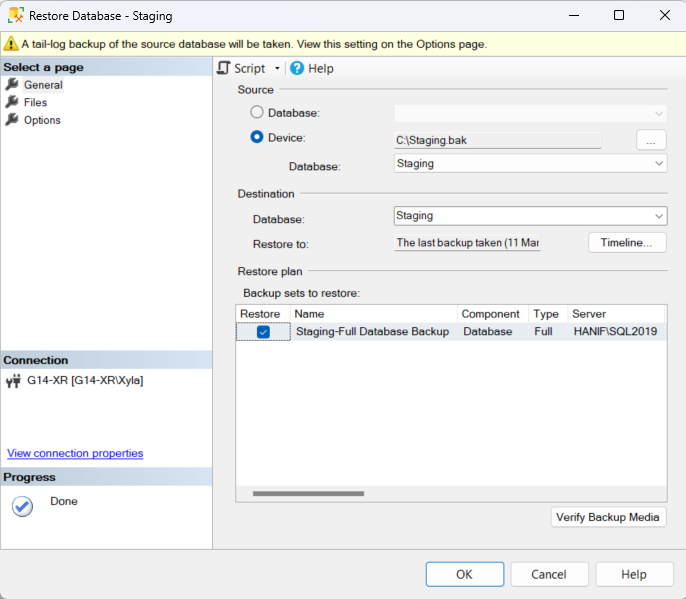 Restore Database - Staging
A tail-log backup of the source database will be taken. View this setting on the Options page.
Select a page
General
Files
Options
Script
Help
Source
Database:
Device:
C:\Staging.bak
...
Database:
Staging
Destination
Database:
Staging
Restore to:
The last backup taken (11 Mar
Timeline...
Restore plan
Backup sets to restore:
Restore Name Component Type Server
Staging-Full Database Backup Database Full HANIF\SQL2019
Connection
G14-XR [G14-XR\Xyla]
View connection properties
Progress
Done
Verify Backup Media
OK Cancel Help